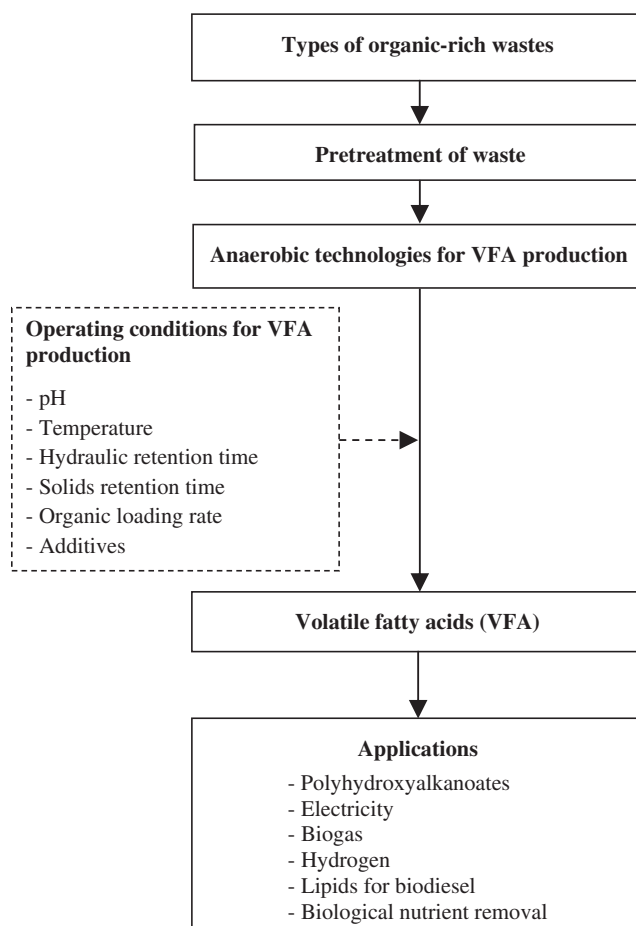 Types of organic-rich wastes
Pretreatment of waste
Anaerobic technologies for VFA production
Operating conditions for VFA
production
- pH
- Temperature
- Hydraulic retention time
- Solids retention time
- Organic loading rate
- Additives
Volatile fatty acids (VFA)
Applications
- Polyhydroxyalkanoates
- Electricity
- Biogas
- Hydrogen
- Lipids for biodiesel
- Biological nutrient removal